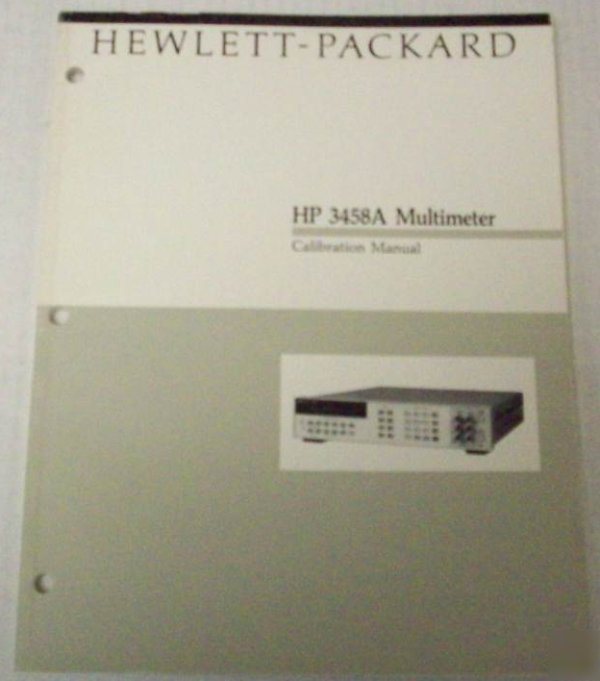 HEWLETT-PACKARD
HP 3458A Multimeter
Calibration Manual